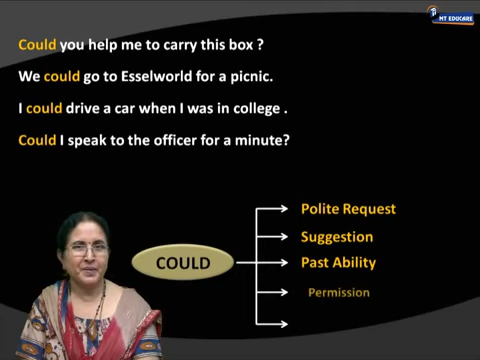 MT EDUCARE
Could you help me to carry this box ?
We could go to Esselworld for a picnic.
I could drive a car when I was in college .
Could I speak to the officer for a minute?
COULD
Polite Request
Suggestion
Past Ability
Permission